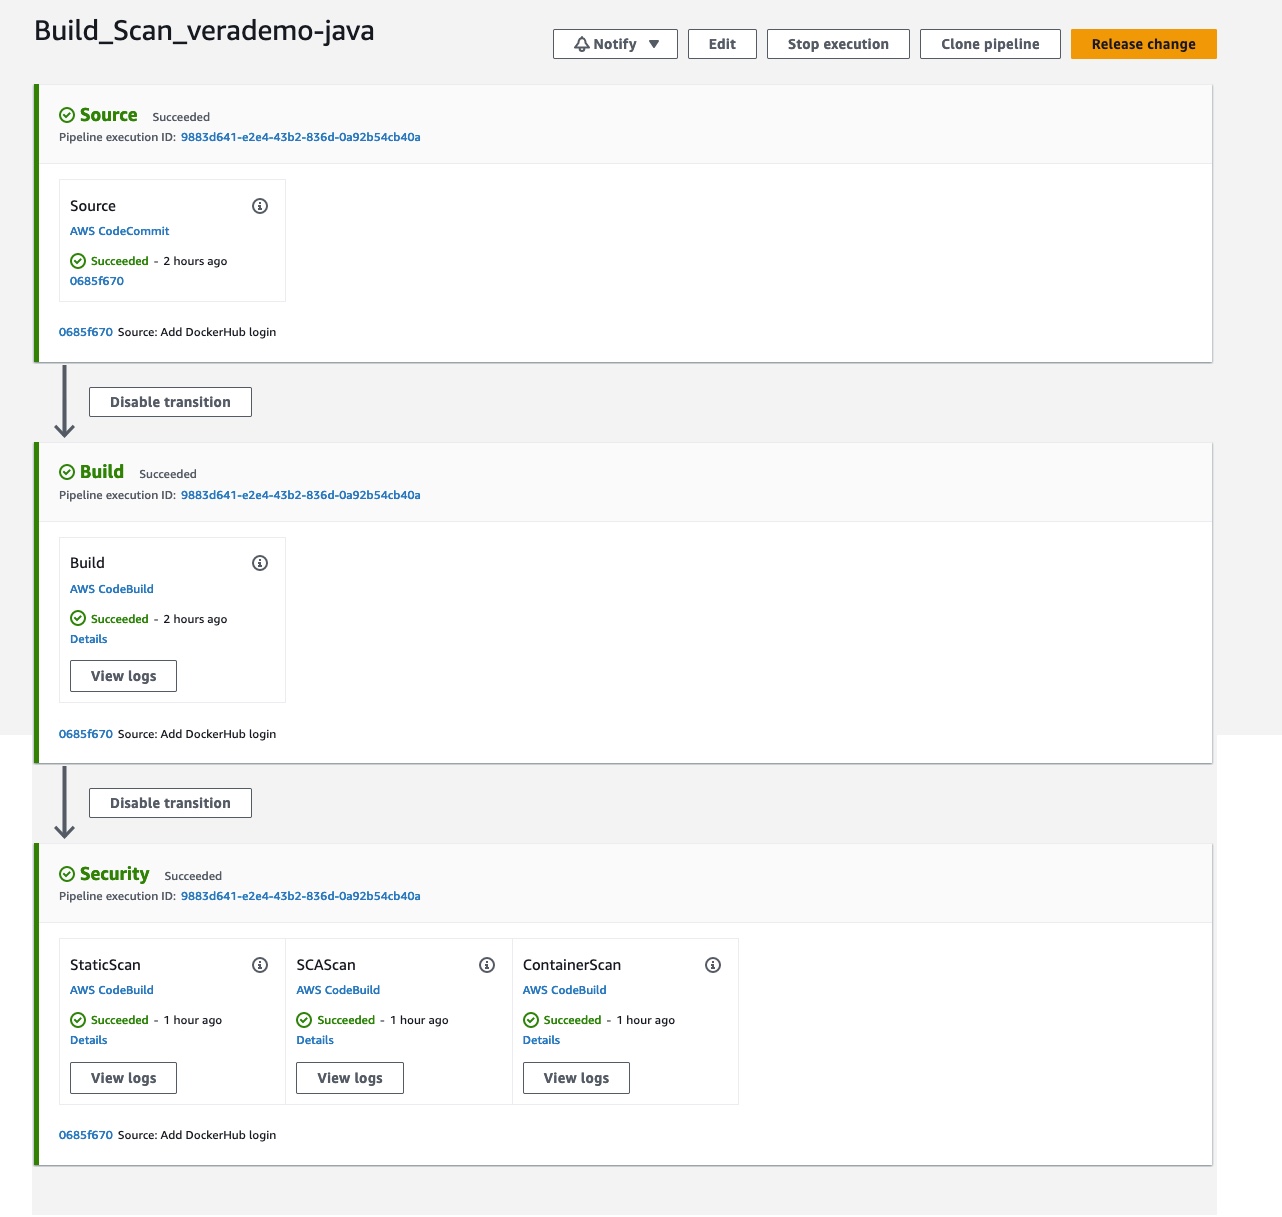 Build_Scan_verademo-java
Notify
Edit
Stop execution
Clone pipeline
Release change
Source Succeeded
Pipeline execution ID: 9883d641-e2e4-43b2-836d-0a92b54cb40a
Source
AWS CodeCommit
Succeeded - 2 hours ago
0685f670
0685f670 Source: Add DockerHub login
Disable transition
Build Succeeded
Pipeline execution ID: 9883d641-e2e4-43b2-836d-0a92b54cb40a
Build
AWS CodeBuild
Succeeded - 2 hours ago
Details
View logs
0685f670 Source: Add DockerHub login
Disable transition
Security Succeeded
Pipeline execution ID: 9883d641-e2e4-43b2-836d-0a92b54cb40a
StaticScan
AWS CodeBuild
Succeeded - 1 hour ago
Details
View logs
SCAScan
AWS CodeBuild
Succeeded - 1 hour ago
Details
View logs
ContainerScan
AWS CodeBuild
Succeeded - 1 hour ago
Details
View logs
0685f670 Source: Add DockerHub login